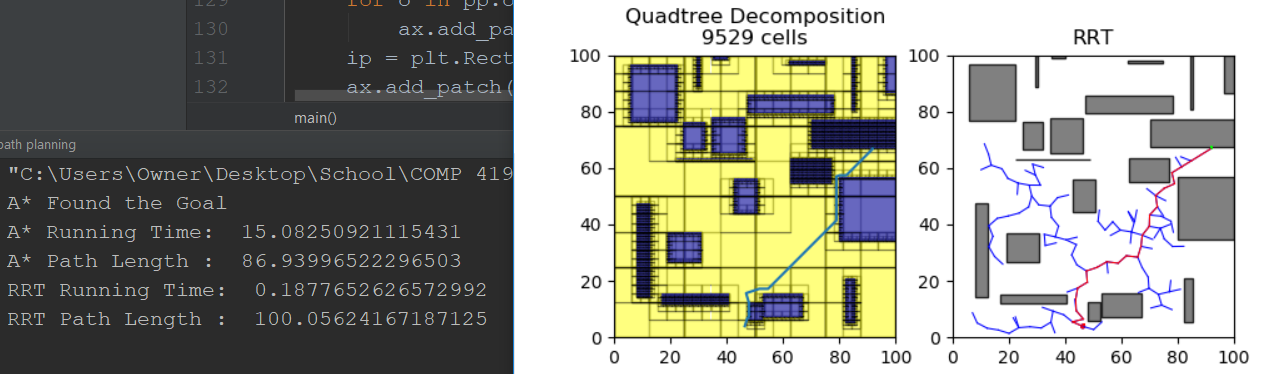 129 for o in pp.o
130 ax.add_pa
131 ip = plt.Rect
132 ax.add_patch(
main()
path planning
"C:\Users\Owner\Desktop\School\COMP 419
A* Found the Goal
A* Running Time: 15.08250921115431
A* Path Length : 86.93996522296503
RRT Running Time: 0.1877652626572992
RRT Path Length : 100.05624167187125
Quadtree Decomposition
9529 cells
100
80
60
40
20
0
0 20 40 60 80 100
RRT
100
80
60
40
20
0
0 20 40 60 80 100